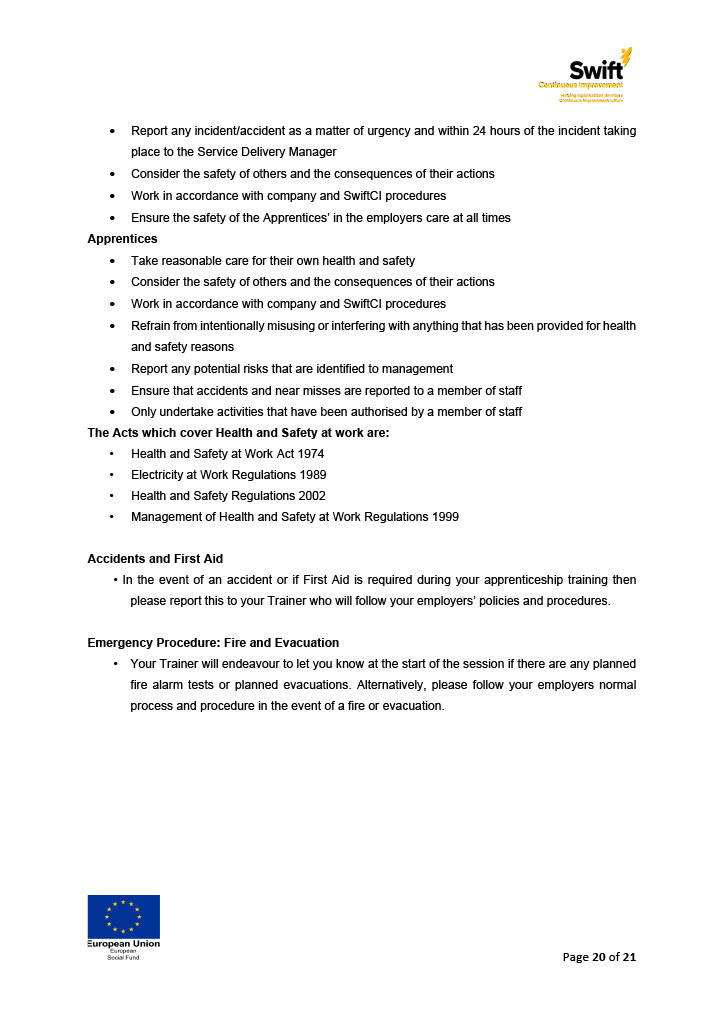 Swift
Continuous Improvement
Helping organisations develop a
Continuous Improvement culture
• Report any incident/accident as a matter of urgency and within 24 hours of the incident taking
place to the Service Delivery Manager
• Consider the safety of others and the consequences of their actions
• Work in accordance with company and SwiftCI procedures
• Ensure the safety of the Apprentices’ in the employers care at all times
Apprentices
• Take reasonable care for their own health and safety
• Consider the safety of others and the consequences of their actions
• Work in accordance with company and SwiftCI procedures
• Refrain from intentionally misusing or interfering with anything that has been provided for health
and safety reasons
• Report any potential risks that are identified to management
• Ensure that accidents and near misses are reported to a member of staff
• Only undertake activities that have been authorised by a member of staff
The Acts which cover Health and Safety at work are:
• Health and Safety at Work Act 1974
• Electricity at Work Regulations 1989
• Health and Safety Regulations 2002
• Management of Health and Safety at Work Regulations 1999
Accidents and First Aid
• In the event of an accident or if First Aid is required during your apprenticeship training then
please report this to your Trainer who will follow your employers’ policies and procedures.
Emergency Procedure: Fire and Evacuation
• Your Trainer will endeavour to let you know at the start of the session if there are any planned
fire alarm tests or planned evacuations. Alternatively, please follow your employers normal
process and procedure in the event of a fire or evacuation.
European Union
European
Social Fund
Page 20 of 21